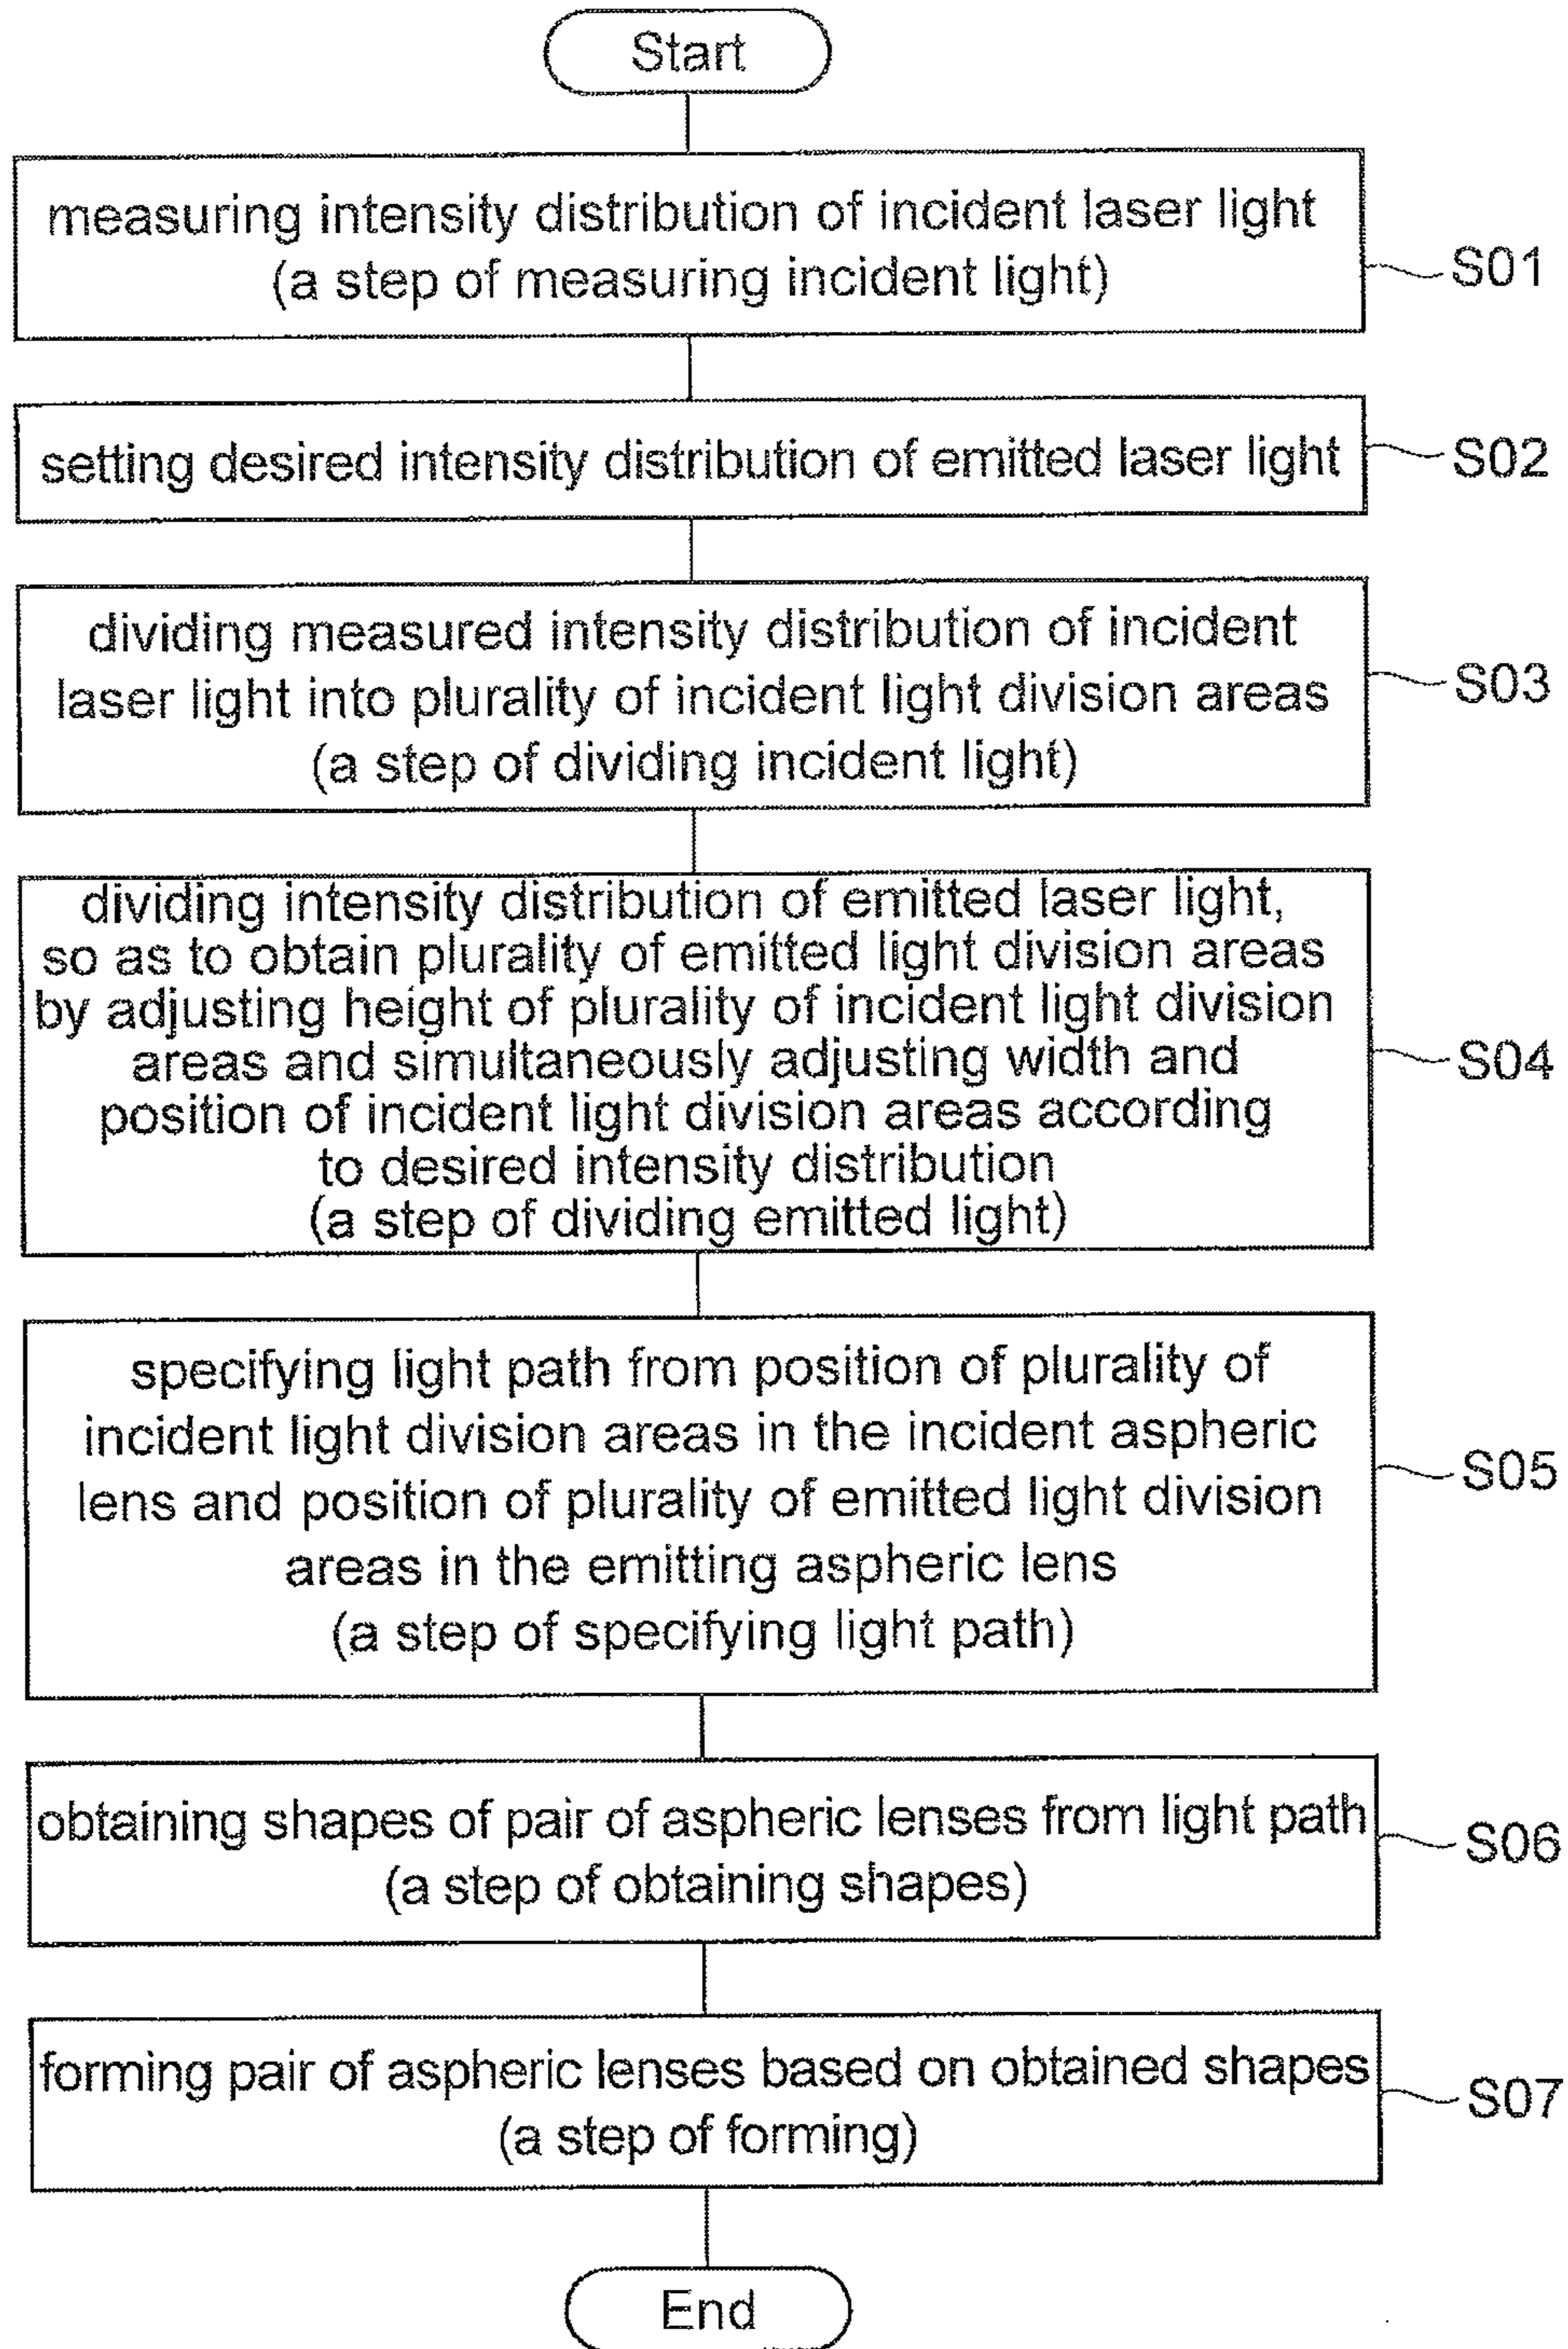 Start
measuring intensity distribution of incident laser light
(a step of measuring incident light)
S01
setting desired intensity distribution of emitted laser light
S02
dividing measured intensity distribution of incident
laser light into plurality of incident light division areas
(a step of dividing incident light)
S03
dividing intensity distribution of emitted laser light,
so as to obtain plurality of emitted light division areas
by adjusting height of plurality of incident light division
areas and simultaneously adjusting width and
position of incident light division areas according
to desired intensity distribution
(a step of dividing emitted light)
S04
specifying light path from position of plurality of
incident light division areas in the incident aspheric
lens and position of plurality of emitted light division
areas in the emitting aspheric lens
(a step of specifying light path)
S05
obtaining shapes of pair of aspheric lenses from light path
(a step of obtaining shapes)
S06
forming pair of aspheric lenses based on obtained shapes
(a step of forming)
S07
End